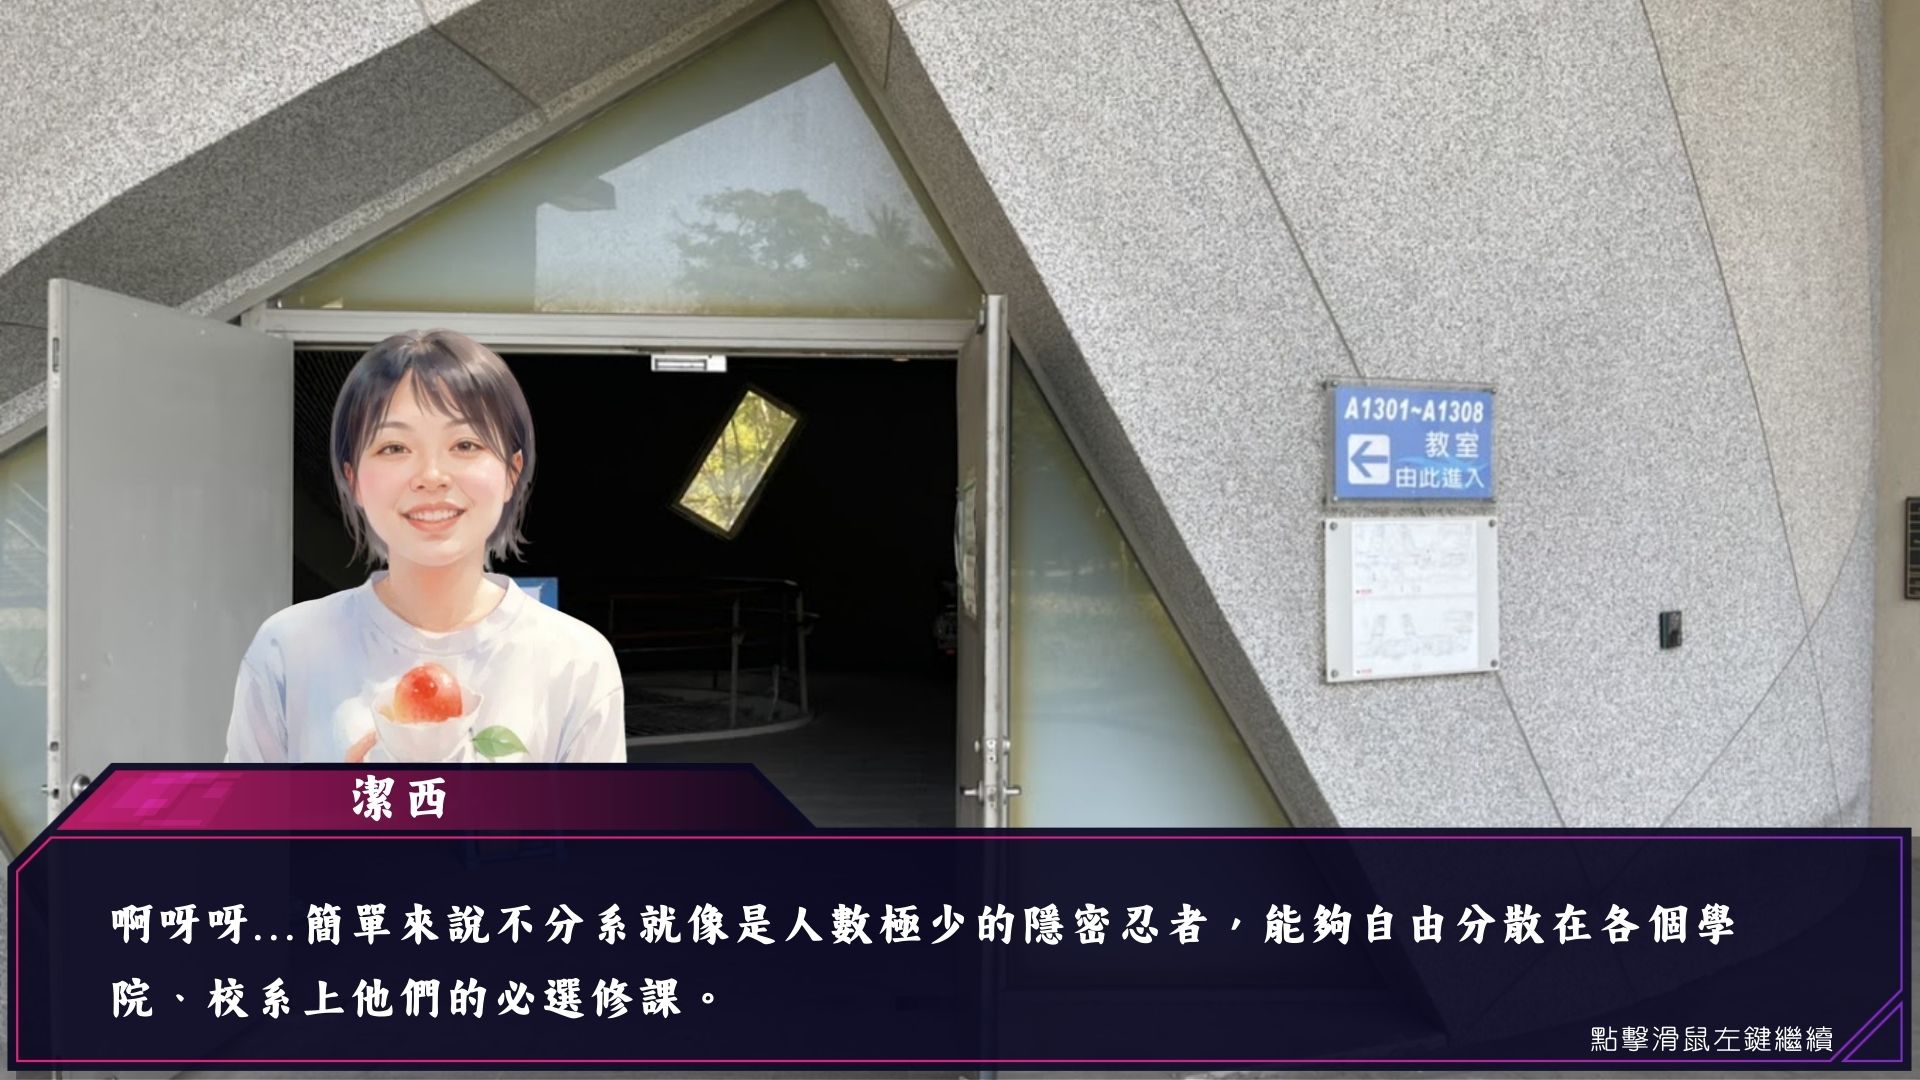 A1301~A1308
教室
由此進入
潔西
啊呀呀...簡單來說不分系就像是人數極少的隱密忍者，能夠自由分散在各個學
院、校系上他們的必選修課。
點擊滑鼠左鍵繼續